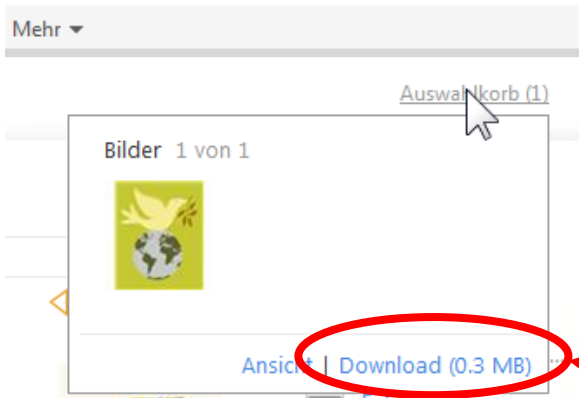 Mehr
Auswahlkorb (1)
Bilder 1 von 1
Ansicht | Download (0.3 MB)